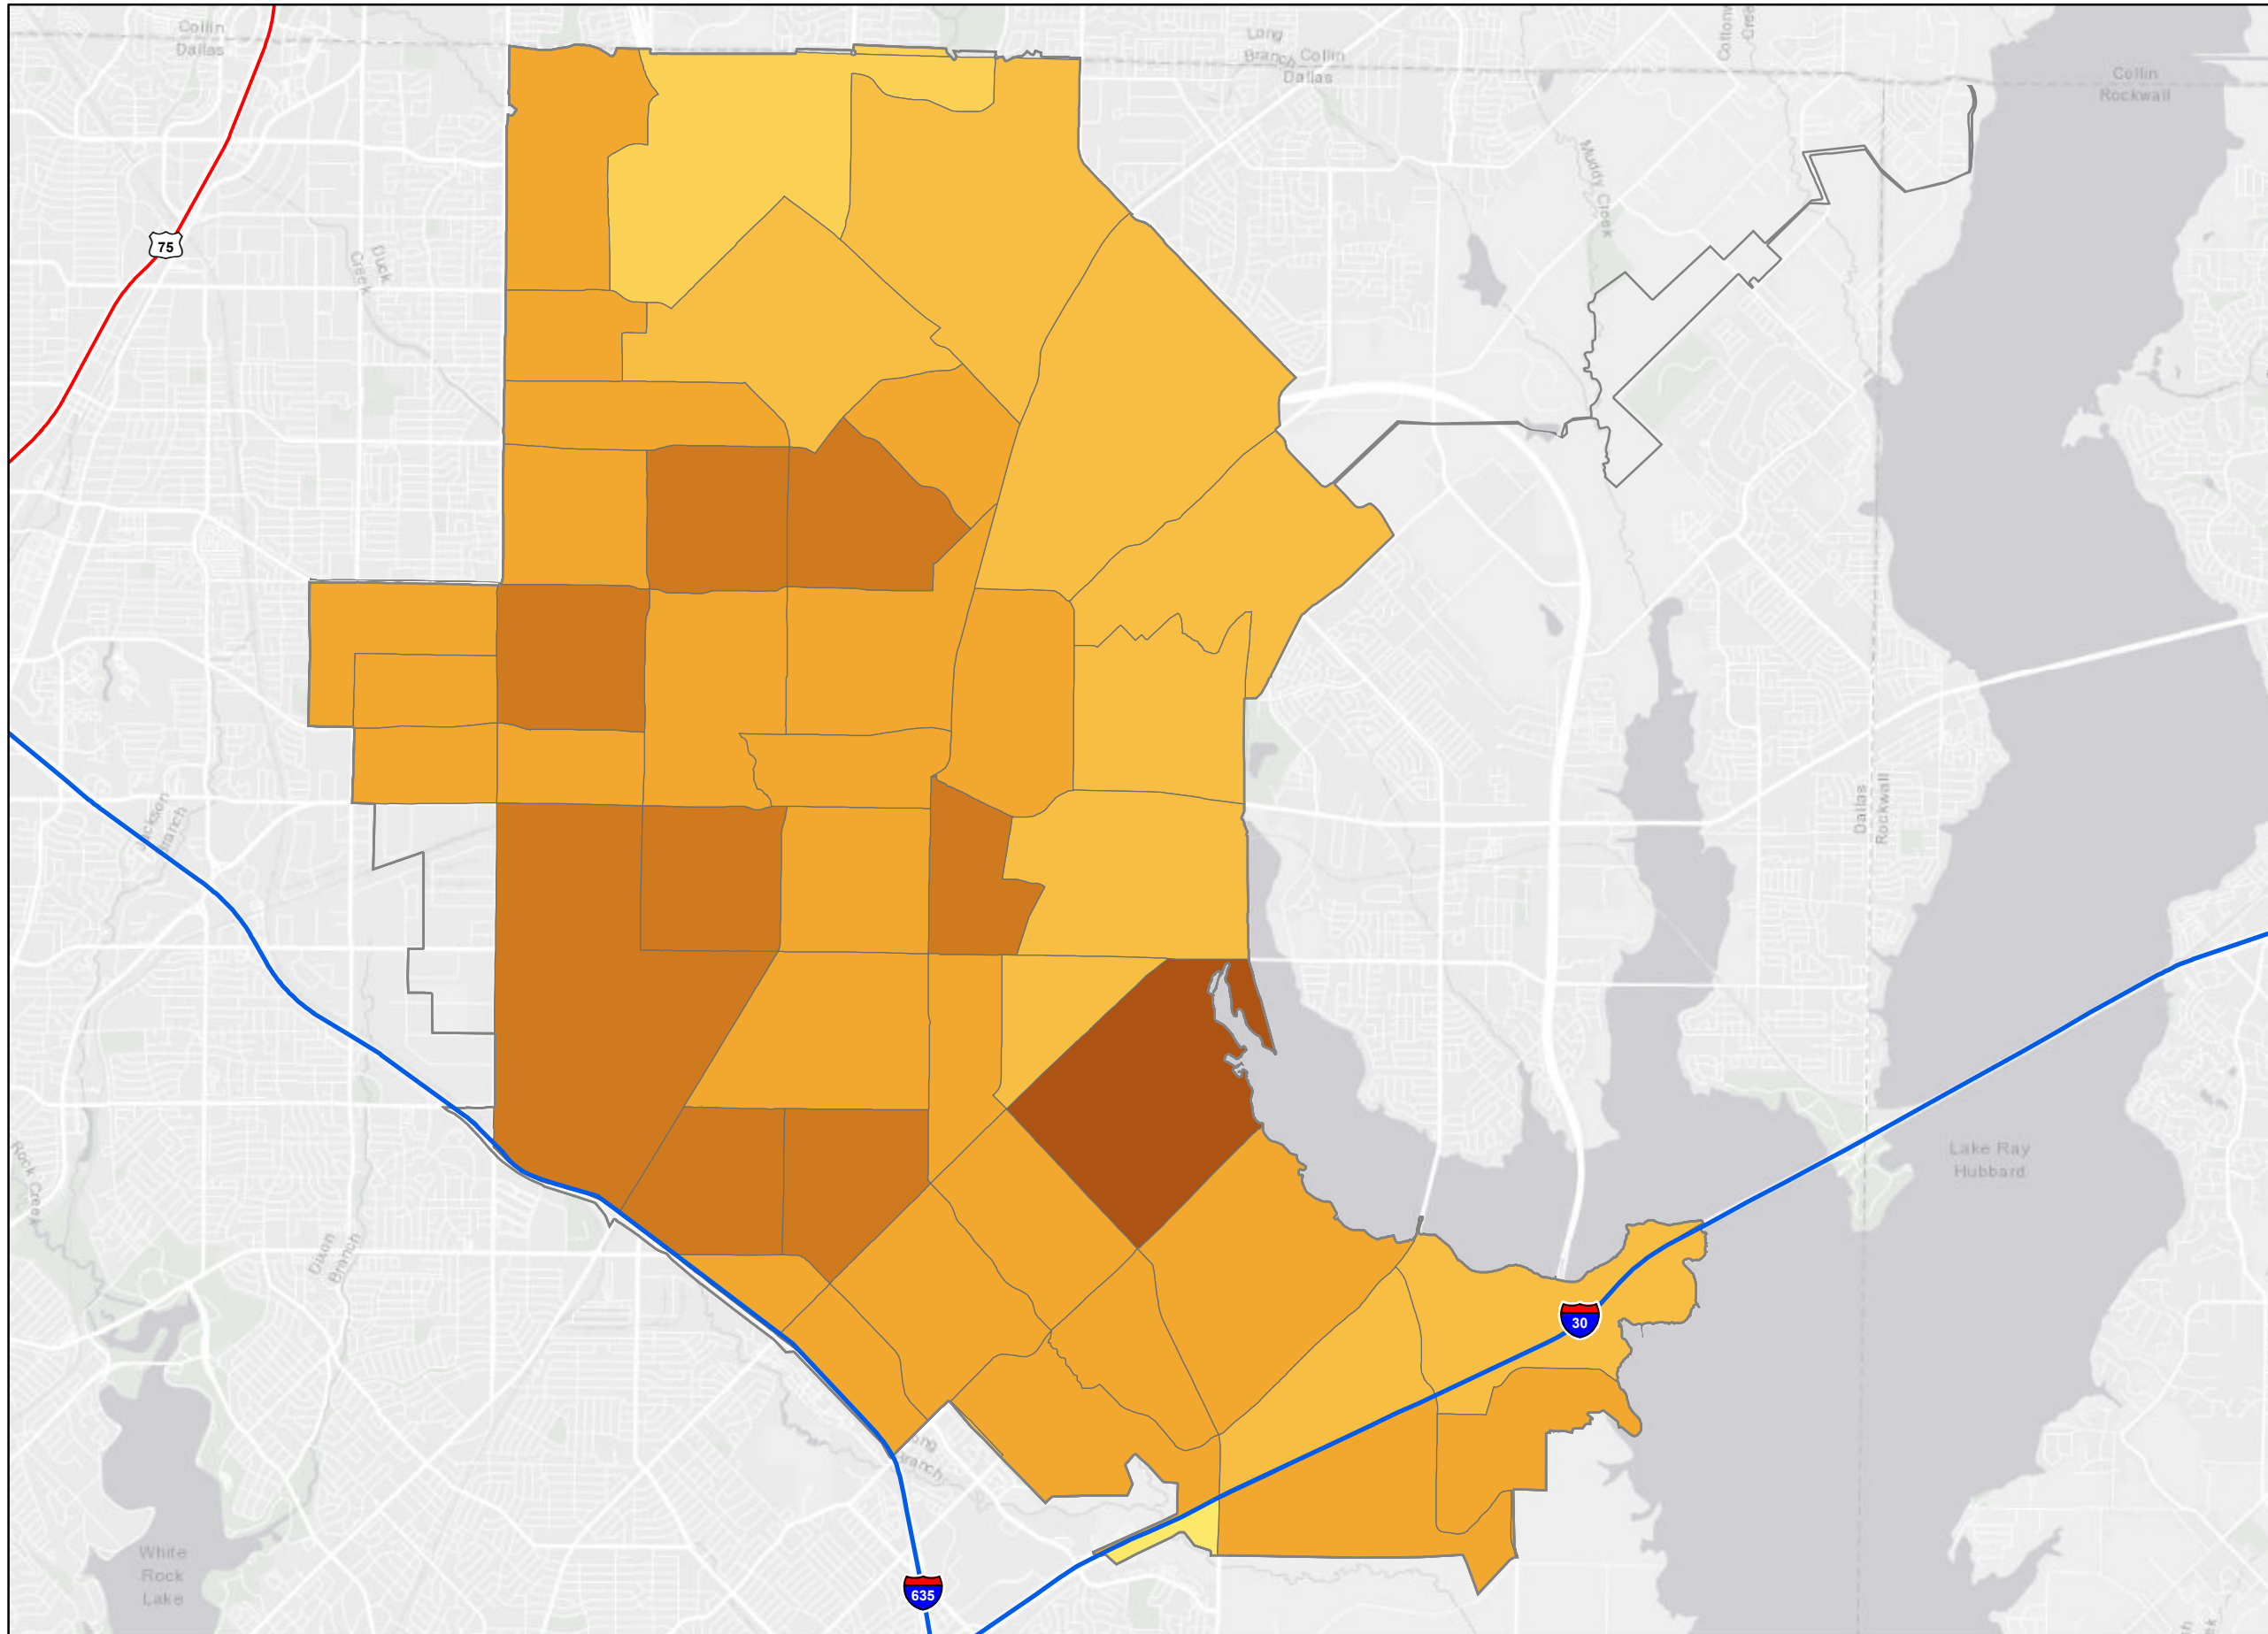 Collin
Dallas
Long
Branch
Collin
Dallas
Collin
Rockwall
Muddy Creek
75
Duck
Creek
Dallas
Rockwall
Jackson
Branch
Rock Creek
Dixon
Branch
Lake Ray
Hubbard
30
Long
Branch
White
Rock
Lake
635